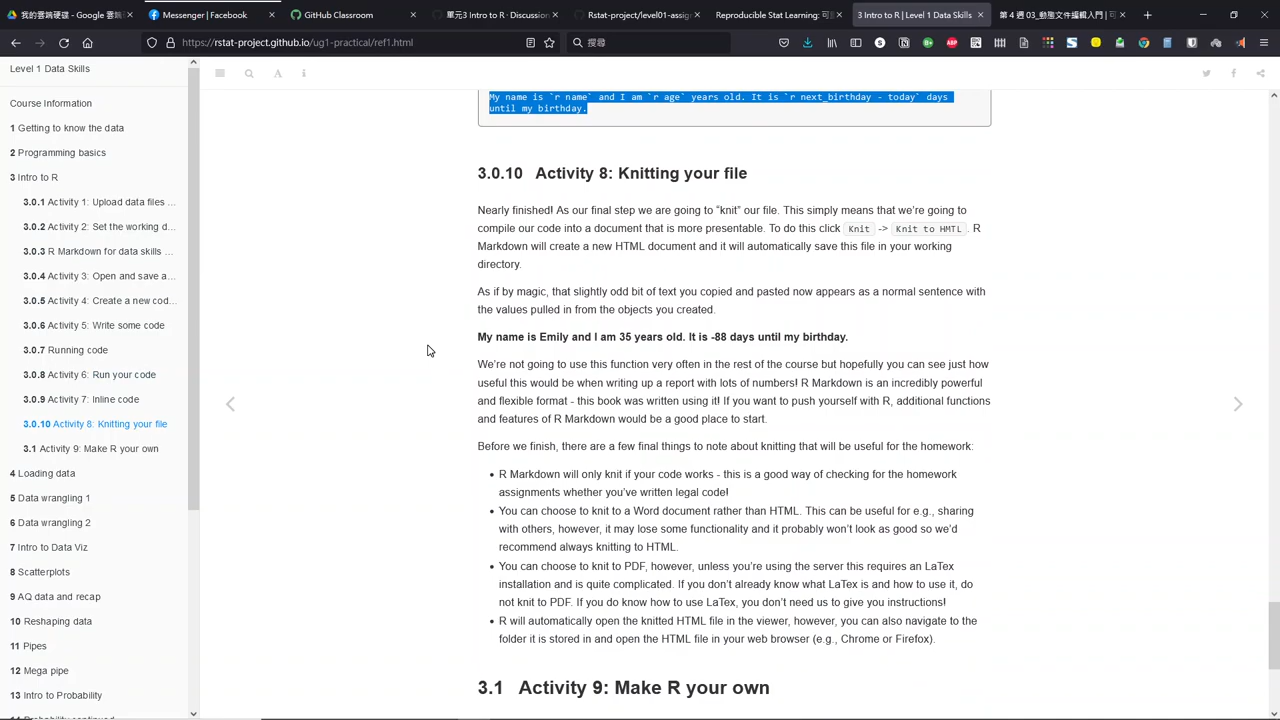 我的雲端硬碟 - Google 雲端硬
Messenger | Facebook
GitHub Classroom
單元3 Intro to R · Discussion
Rstat-project/level01-assig
Reproducible Stat Learning: 可
3 Intro to R | Level 1 Data Skills
第 4 週 03_動態文件編輯入門 | 可
https://rstat-project.github.io/ug1-practical/ref1.html
搜尋
Level 1 Data Skills
Course Information
1 Getting to know the data
2 Programming basics
3 Intro to R
3.0.1 Activity 1: Upload data files ...
3.0.2 Activity 2: Set the working d...
3.0.3 R Markdown for data skills ...
3.0.4 Activity 3: Open and save a...
3.0.5 Activity 4: Create a new cod...
3.0.6 Activity 5: Write some code
3.0.7 Running code
3.0.8 Activity 6: Run your code
3.0.9 Activity 7: Inline code
3.0.10 Activity 8: Knitting your file
3.1 Activity 9: Make R your own
4 Loading data
5 Data wrangling 1
6 Data wrangling 2
7 Intro to Data Viz
8 Scatterplots
9 AQ data and recap
10 Reshaping data
11 Pipes
12 Mega pipe
13 Intro to Probability
My name is `r name` and I am `r age` years old. It is `r next_birthday - today` days
until my birthday.
3.0.10 Activity 8: Knitting your file
Nearly finished! As our final step we are going to “knit” our file. This simply means that we’re going to
compile our code into a document that is more presentable. To do this click Knit -> Knit to HMTL. R
Markdown will create a new HTML document and it will automatically save this file in your working
directory.
As if by magic, that slightly odd bit of text you copied and pasted now appears as a normal sentence with
the values pulled in from the objects you created.
My name is Emily and I am 35 years old. It is -88 days until my birthday.
We’re not going to use this function very often in the rest of the course but hopefully you can see just how
useful this would be when writing up a report with lots of numbers! R Markdown is an incredibly powerful
and flexible format - this book was written using it! If you want to push yourself with R, additional functions
and features of R Markdown would be a good place to start.
Before we finish, there are a few final things to note about knitting that will be useful for the homework:
• R Markdown will only knit if your code works - this is a good way of checking for the homework
assignments whether you’ve written legal code!
• You can choose to knit to a Word document rather than HTML. This can be useful for e.g., sharing
with others, however, it may lose some functionality and it probably won’t look as good so we’d
recommend always knitting to HTML.
• You can choose to knit to PDF, however, unless you’re using the server this requires an LaTex
installation and is quite complicated. If you don’t already know what LaTex is and how to use it, do
not knit to PDF. If you do know how to use LaTex, you don’t need us to give you instructions!
• R will automatically open the knitted HTML file in the viewer, however, you can also navigate to the
folder it is stored in and open the HTML file in your web browser (e.g., Chrome or Firefox).
3.1 Activity 9: Make R your own